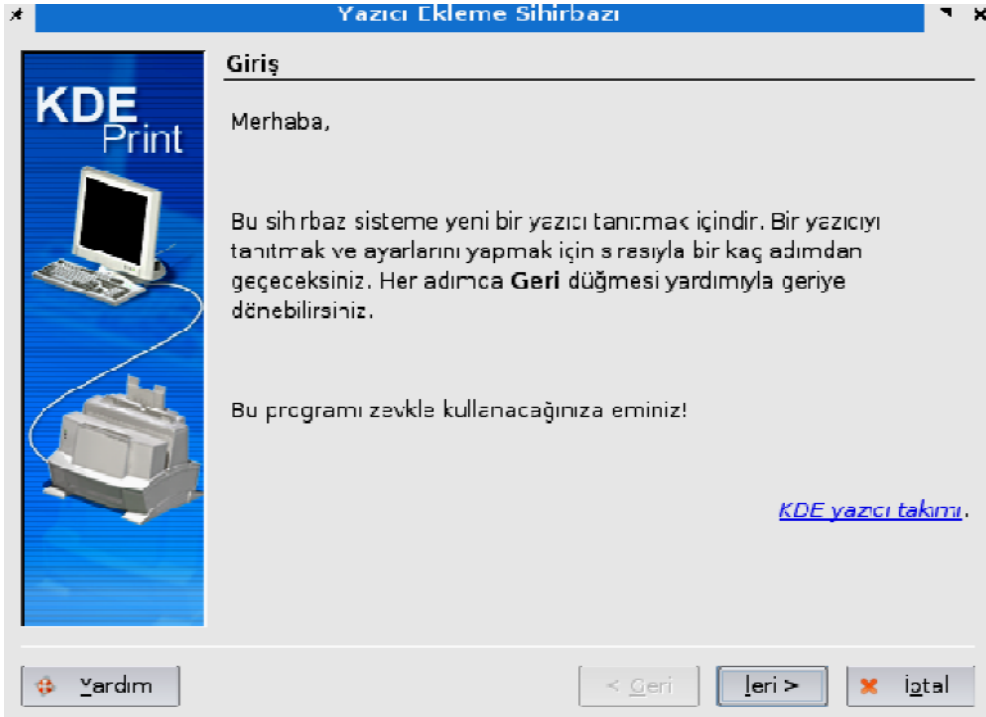 Yazıcı Ekleme Sihirbazı
KDE
Print
Giriş
Merhaba,
Bu sihirbaz sisteme yeni bir yazıcı tanıtmak içindir. Bir yazıcıyı
tanıtmak ve ayarlarını yapmak için sırasıyla bir kaç adımdan
geçeceksiniz. Her adımca Geri düğmesi yardımıyla geriye
dönebilirsiniz.
Bu programı zevkle kullanacağınıza eminiz!
KDE yazıcı takımı.
Yardım
< Geri
İleri >
İptal